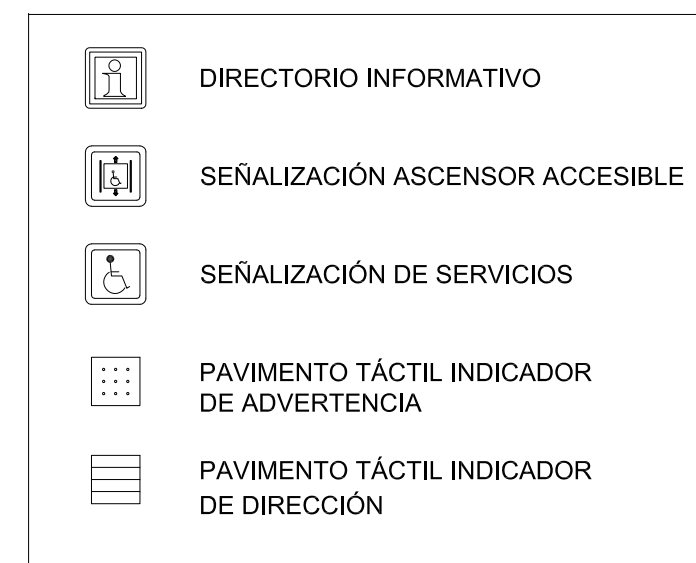 DIRECTORIO INFORMATIVO
SEÑALIZACIÓN ASCENSOR ACCESIBLE
SEÑALIZACIÓN DE SERVICIOS
PAVIMENTO TÁCTIL INDICADOR
DE ADVERTENCIA
PAVIMENTO TÁCTIL INDICADOR
DE DIRECCIÓN